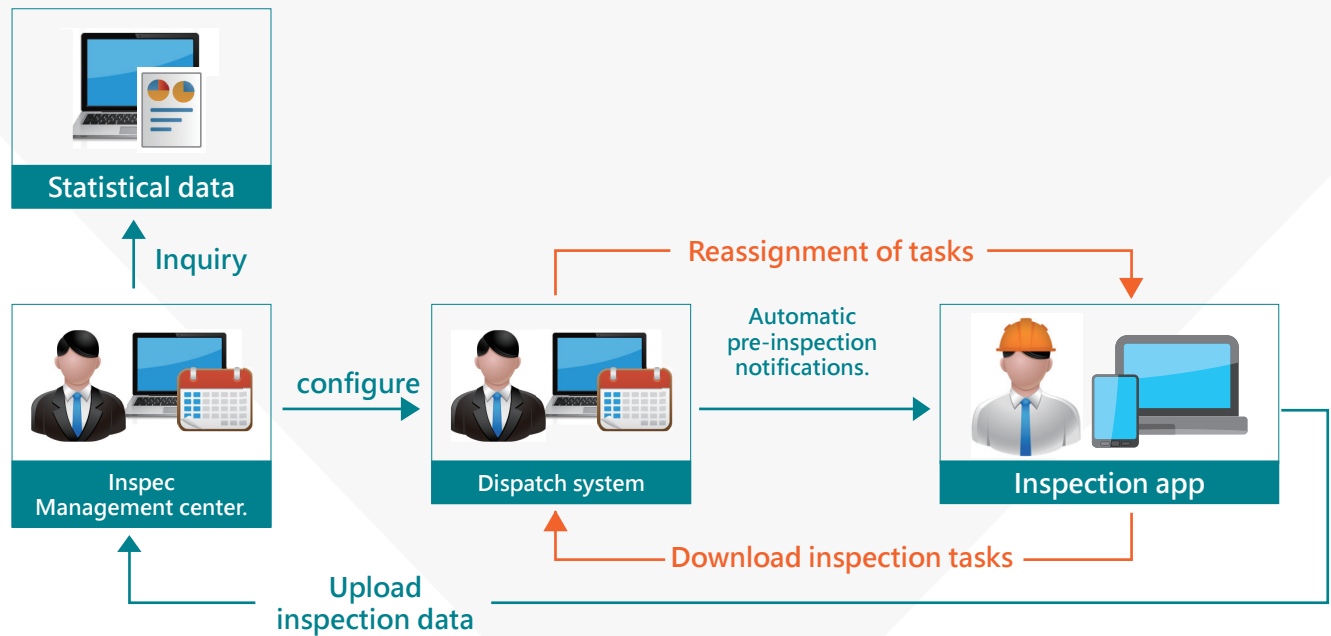 Statistical data
Inquiry
Reassignment of tasks
Automatic
pre-inspection
notifications.
configure
Inspec
Management center.
Dispatch system
Inspection app
Download inspection tasks
Upload
inspection data